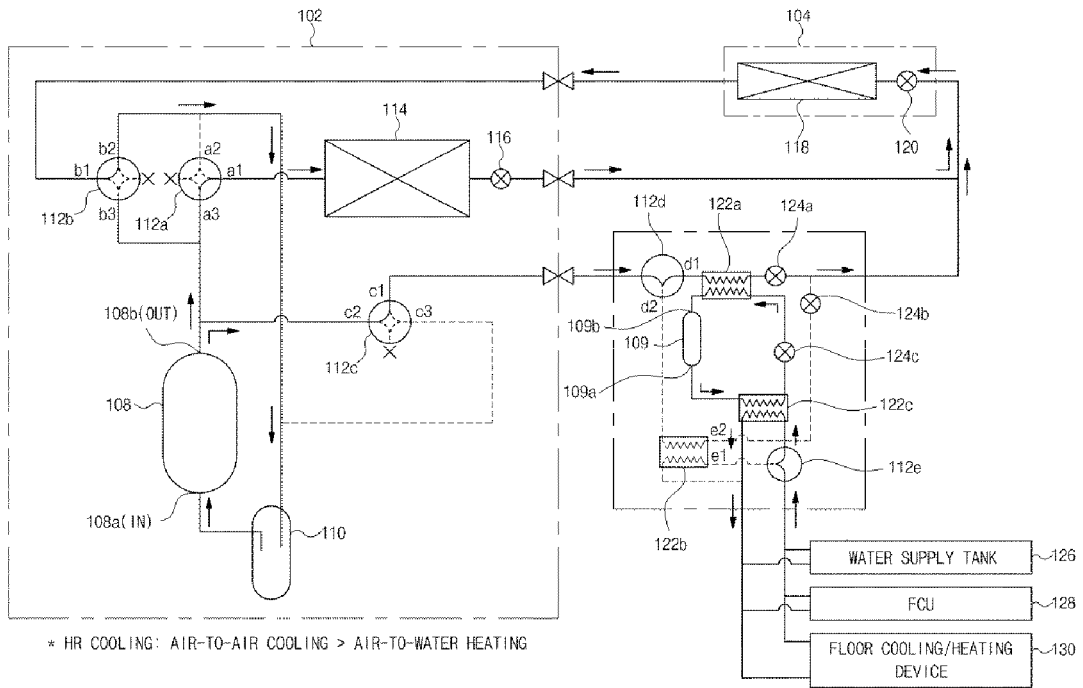 102
104
114
116
118
120
b2
a2
b1
a1
b3
a3
112b
112a
112d
122a
124a
d1
d2
c1
c2
c3
108b(OUT)
109b
109
124b
124c
112c
109a
108
122c
e2
e1
112e
108a(IN)
110
122b
WATER SUPPLY TANK
126
FCU
128
FLOOR COOLING/HEATING
DEVICE
130
* HR COOLING: AIR-TO-AIR COOLING > AIR-TO-WATER HEATING